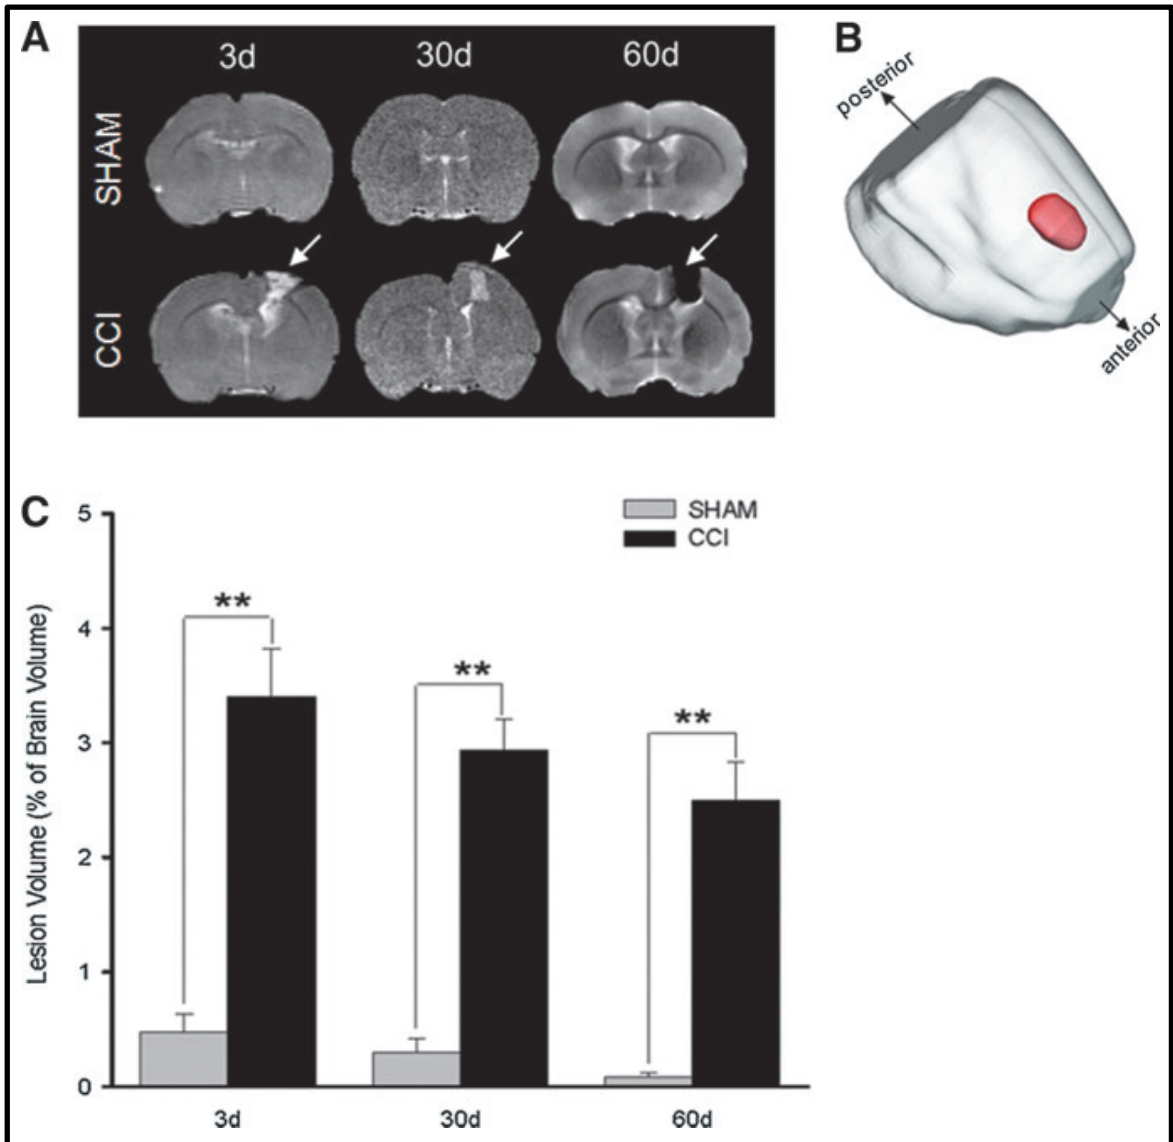 A
3d 30d 60d
SHAM
CCI
B
posterior
anterior
C
SHAM
CCI
Lesion Volume (% of Brain Volume)
5
4
3
2
1
0
**
**
**
3d 30d 60d